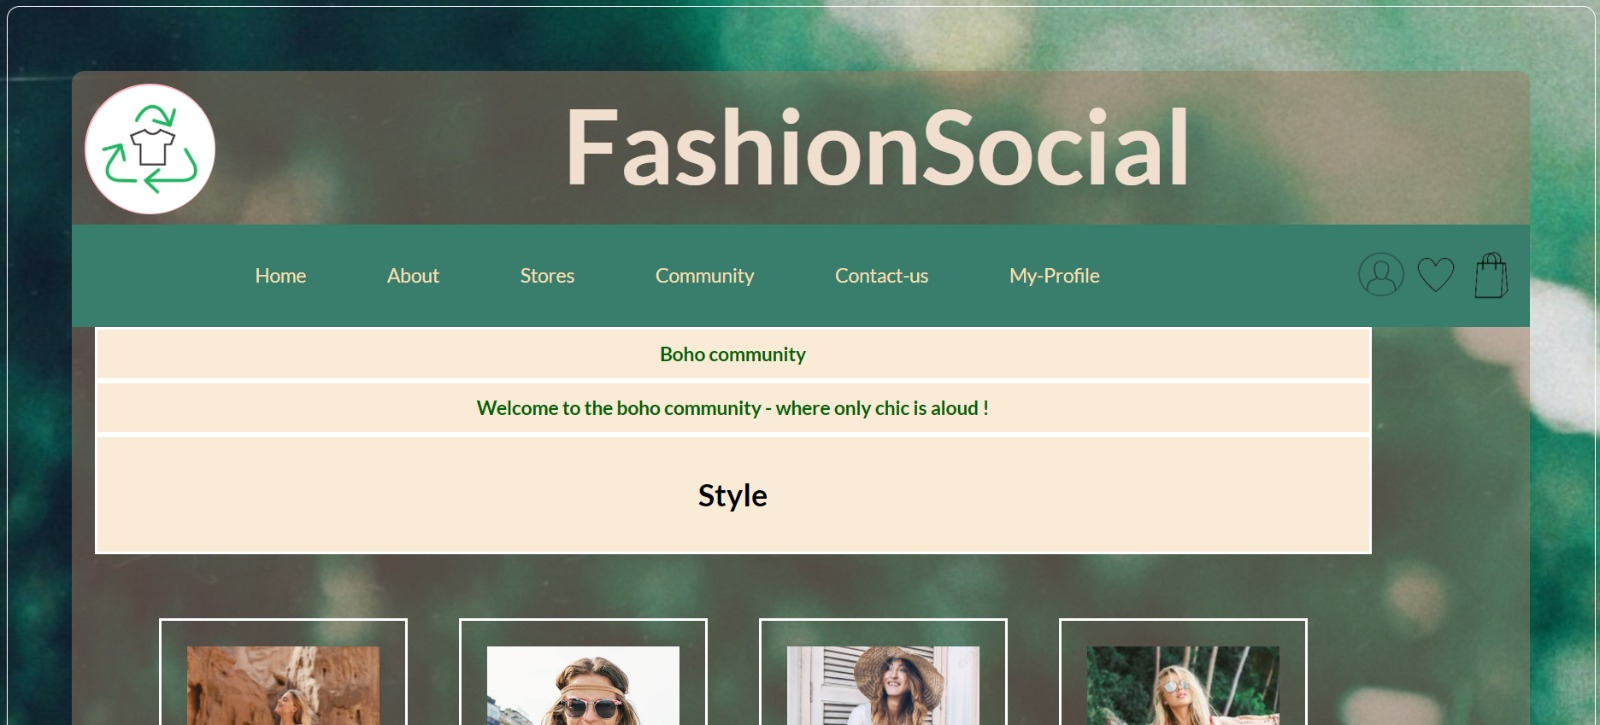 FashionSocial
Home About Stores Community Contact-us My-Profile
Boho community
Welcome to the boho community - where only chic is aloud !
Style